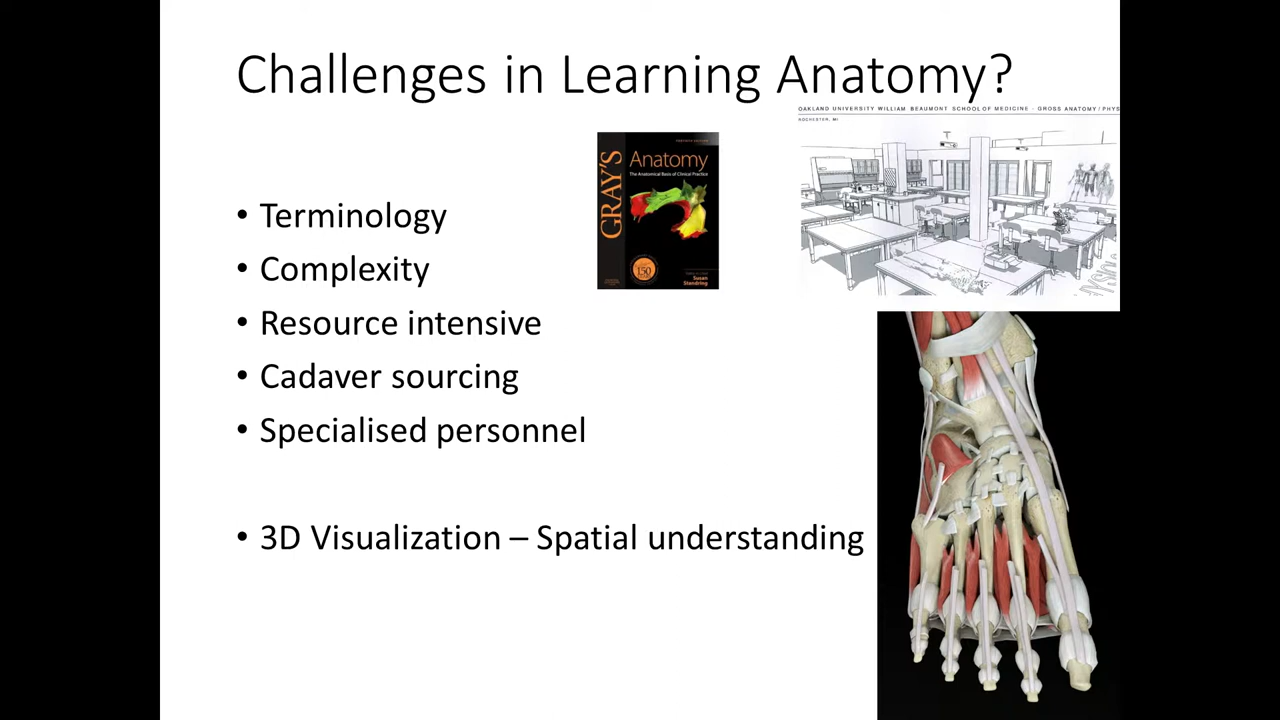 Challenges in Learning Anatomy?
OAKLAND UNIVERSITY WILLIAM BEAUMONT SCHOOL OF MEDICINE - GROSS ANATOMY / PHYS
ROCHESTER, MI
GRAY'S
Anatomy
The Anatomical Basis of Clinical Practice
150
Susan
Standring
• Terminology
• Complexity
• Resource intensive
• Cadaver sourcing
• Specialised personnel
• 3D Visualization – Spatial understanding